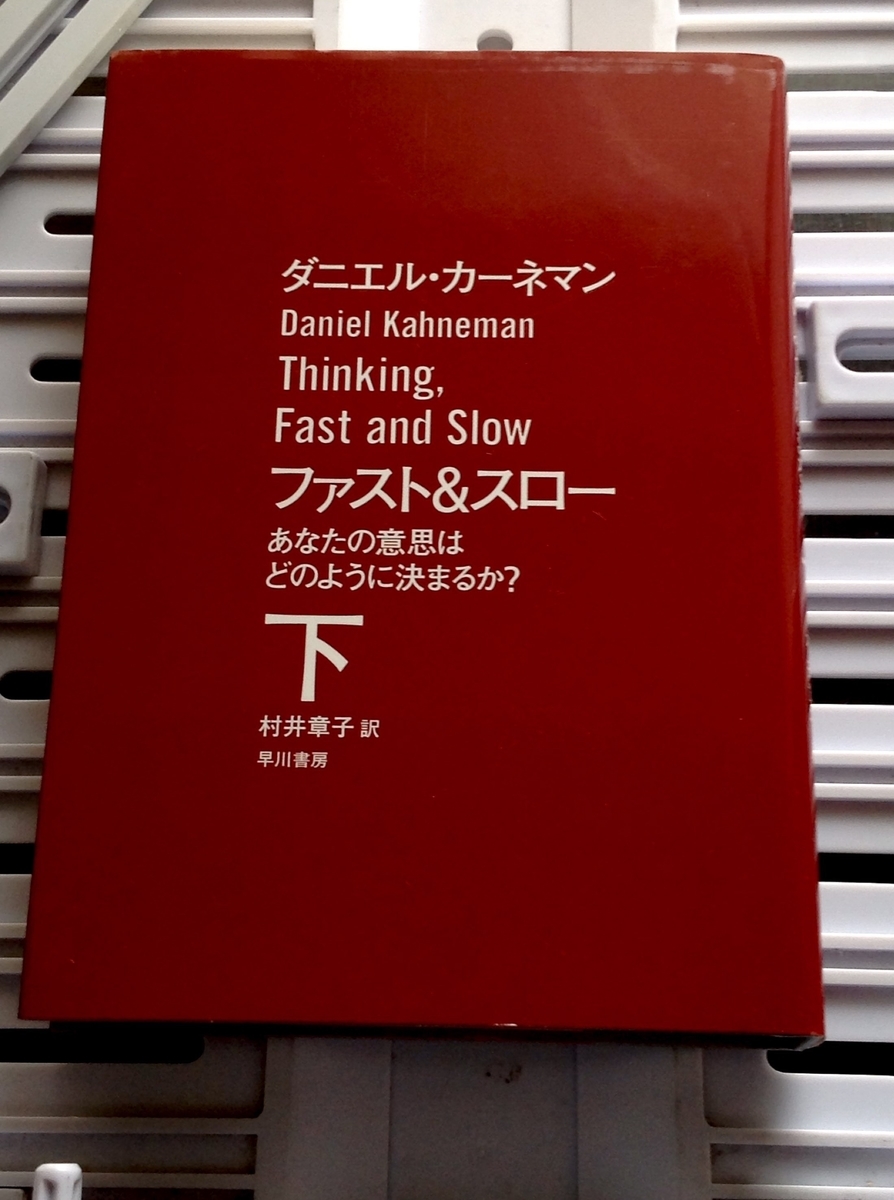 ダニエル・カーネマン
Daniel Kahneman
Thinking,
Fast and Slow
ファスト&スロー
あなたの意思は
どのように決まるか?
下
村井章子 訳
早川書房